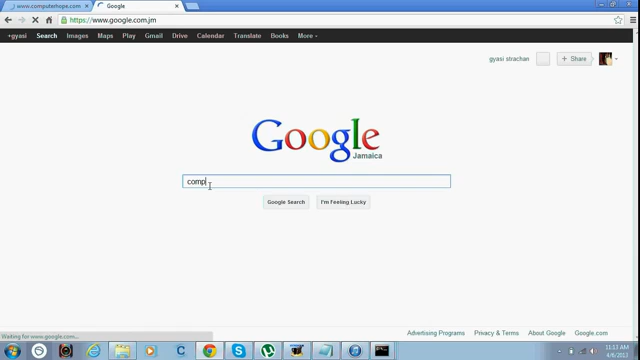 www.computerhope.com
Google
https://www.google.com.jm
+gyasi Search Images Maps Play Gmail Drive Calendar Translate Books More
gyasi strachan
+ Share
Google
Jamaica
comp
Google Search
I'm Feeling Lucky
Waiting for www.google.com...
Advertising Programs Privacy & Terms About Google Google.com
11:13 AM
4/6/2013